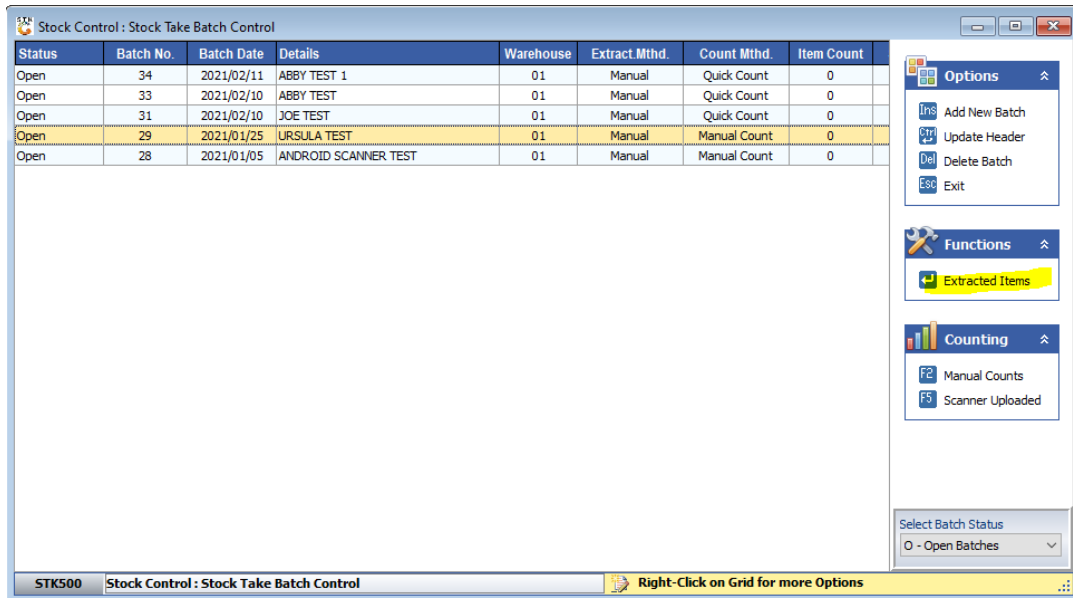 Stock Control : Stock Take Batch Control
Status Batch No. Batch Date Details Warehouse Extract.Mthd. Count Mthd. Item Count
Open 34 2021/02/11 ABBY TEST 1 01 Manual Quick Count 0
Open 33 2021/02/10 ABBY TEST 01 Manual Quick Count 0
Open 31 2021/02/10 JOE TEST 01 Manual Quick Count 0
Open 29 2021/01/25 URSULA TEST 01 Manual Manual Count 0
Open 28 2021/01/05 ANDROID SCANNER TEST 01 Manual Manual Count 0
Options
Ins Add New Batch
Ctrl Update Header
Del Delete Batch
Esc Exit
Functions
Extracted Items
Counting
F2 Manual Counts
F5 Scanner Uploaded
Select Batch Status
O - Open Batches
STK500 Stock Control : Stock Take Batch Control Right-Click on Grid for more Options